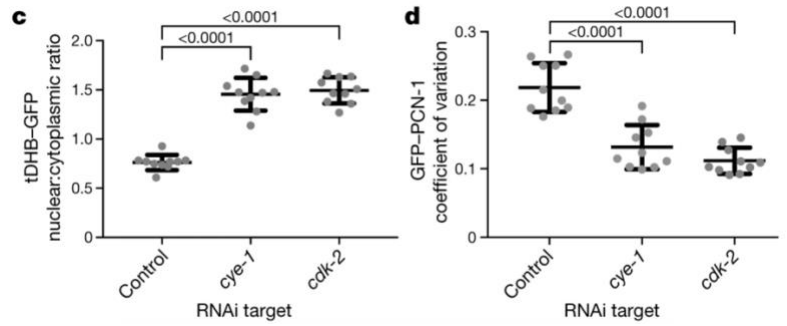 c
<0.0001
<0.0001
tDHB–GFP
nuclear:cytoplasmic ratio
2.0
1.5
1.0
0.5
0
Control
cye-1
cdk-2
RNAi target
d
<0.0001
<0.0001
GFP–PCN-1
coefficient of variation
0.3
0.2
0.1
0
Control
cye-1
cdk-2
RNAi target